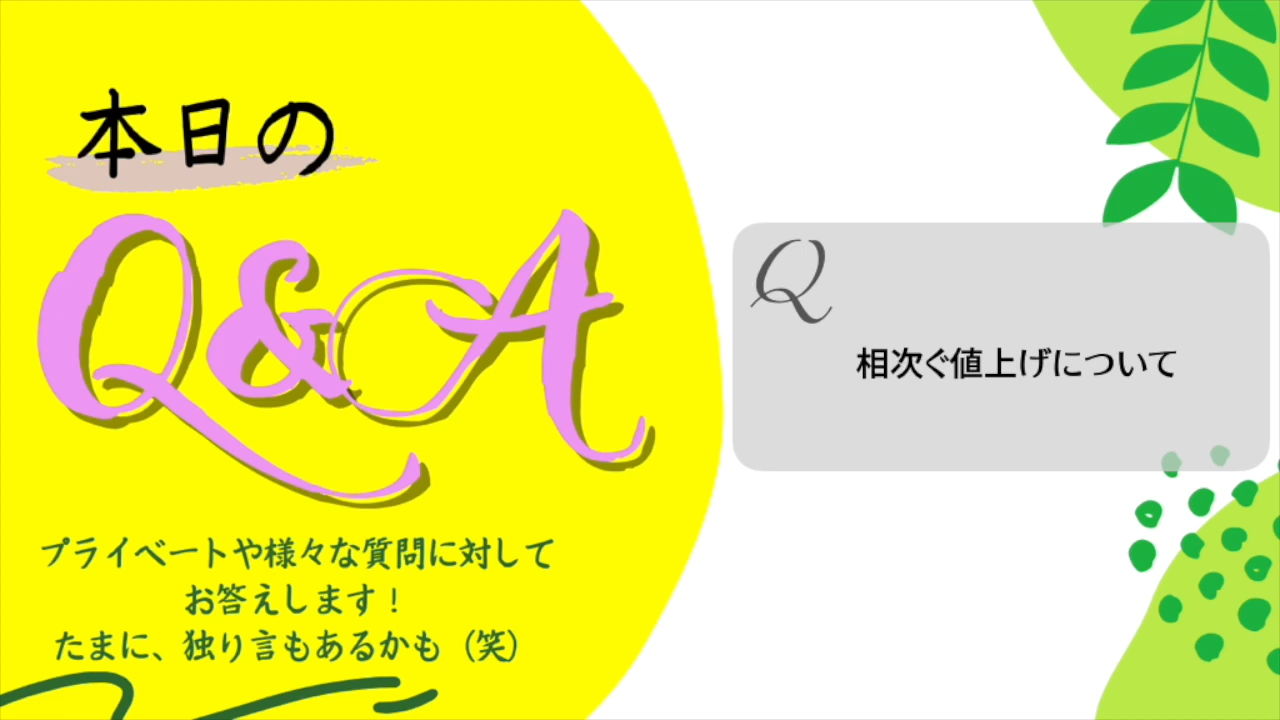 本日の
Q&A
プライベートや様々な質問に対して
お答えします！
たまに、独り言もあるかも（笑）
Q
相次ぐ値上げについて